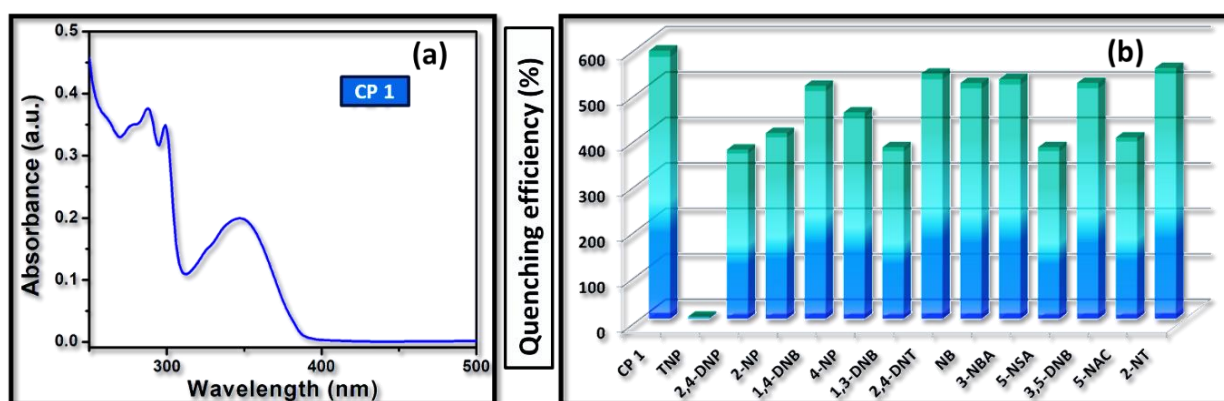 (a)
CP 1
Absorbance (a.u.)
0.5
0.4
0.3
0.2
0.1
0.0
300
400
500
Wavelength (nm)
Quenching efficiency (%)
(b)
600
500
400
300
200
100
0
CP 1
TNP
2,4-DNP
2-NP
1,4-DNB
4-NP
1,3-DNB
2,4-DNT
NB
3-NBA
5-NSA
3,5-DNB
5-NAC
2-NT